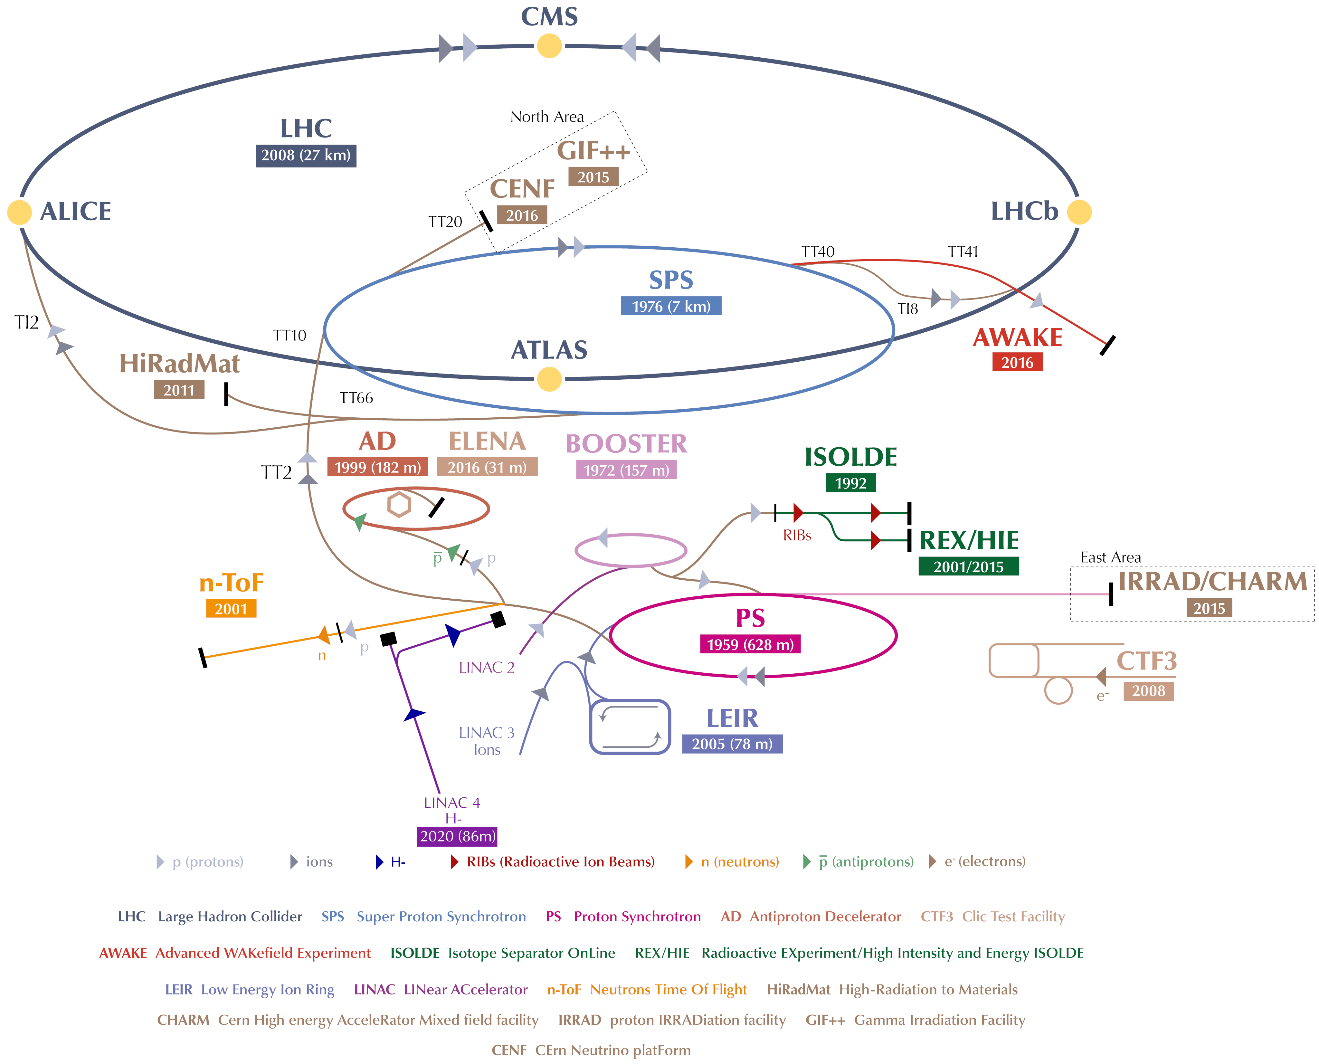 CMS
North Area
LHC
2008 (27 km)
GIF++
2015
CENF
2016
ALICE
TT20
LHCb
TT40
TT41
SPS
1976 (7 km)
TI8
TI2
TT10
AWAKE
2016
ATLAS
HiRadMat
2011
TT66
AD
1999 (182 m)
ELENA
2016 (31 m)
BOOSTER
1972 (157 m)
ISOLDE
1992
TT2
RIBs
REX/HIE
2001/2015
p̅
p
East Area
IRRAD/CHARM
2015
n-ToF
2001
PS
1959 (628 m)
n
p
LINAC 2
CTF3
2008
e-
LEIR
2005 (78 m)
LINAC 3
Ions
LINAC 4
H-
2020 (86m)
p (protons) ions H- RIBs (Radioactive Ion Beams) n (neutrons) p̅ (antiprotons) e- (electrons)
LHC Large Hadron Collider SPS Super Proton Synchrotron PS Proton Synchrotron AD Antiproton Decelerator CTF3 Clic Test Facility
AWAKE Advanced WAKefield Experiment ISOLDE Isotope Separator OnLine REX/HIE Radioactive EXperiment/High Intensity and Energy ISOLDE
LEIR Low Energy Ion Ring LINAC LINear ACcelerator n-ToF Neutrons Time Of Flight HiRadMat High-Radiation to Materials
CHARM Cern High energy AcceleRator Mixed field facility IRRAD proton IRRADiation facility GIF++ Gamma Irradiation Facility
CENF CErn Neutrino platForm